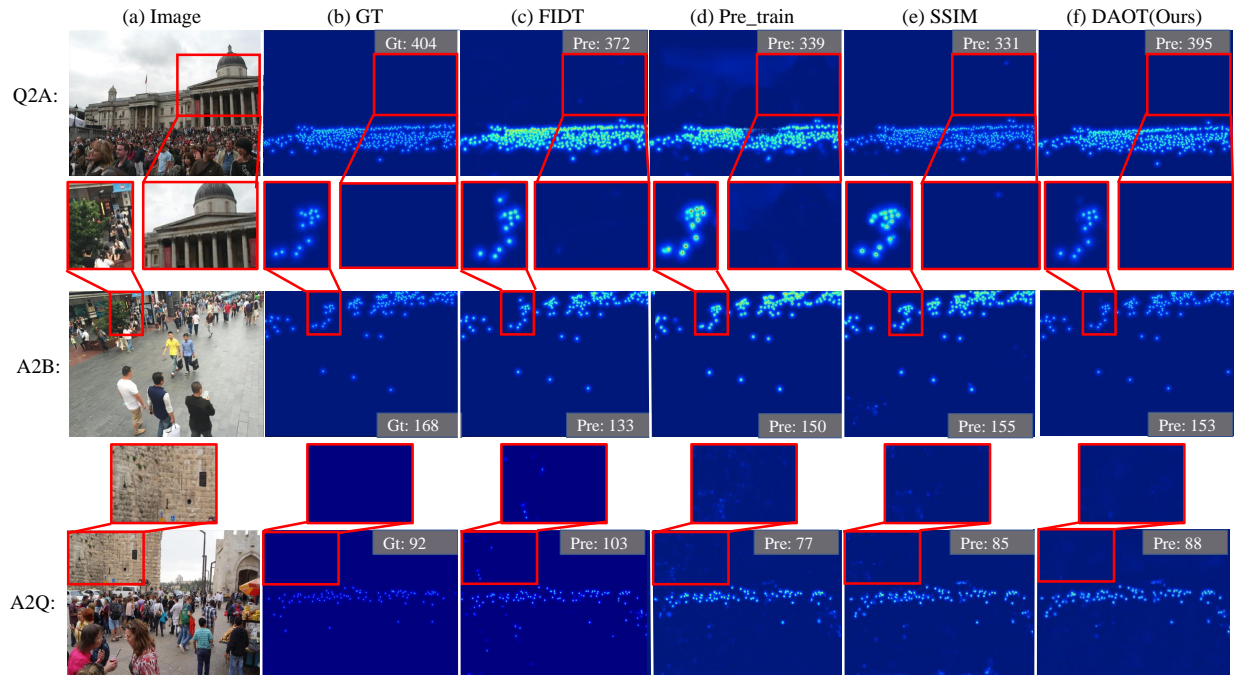 (a) Image (b) GT (c) FIDT (d) Pre_train (e) SSIM (f) DAOT(Ours)
Q2A: Gt: 404 Pre: 372 Pre: 339 Pre: 331 Pre: 395
A2B: Gt: 168 Pre: 133 Pre: 150 Pre: 155 Pre: 153
A2Q: Gt: 92 Pre: 103 Pre: 77 Pre: 85 Pre: 88